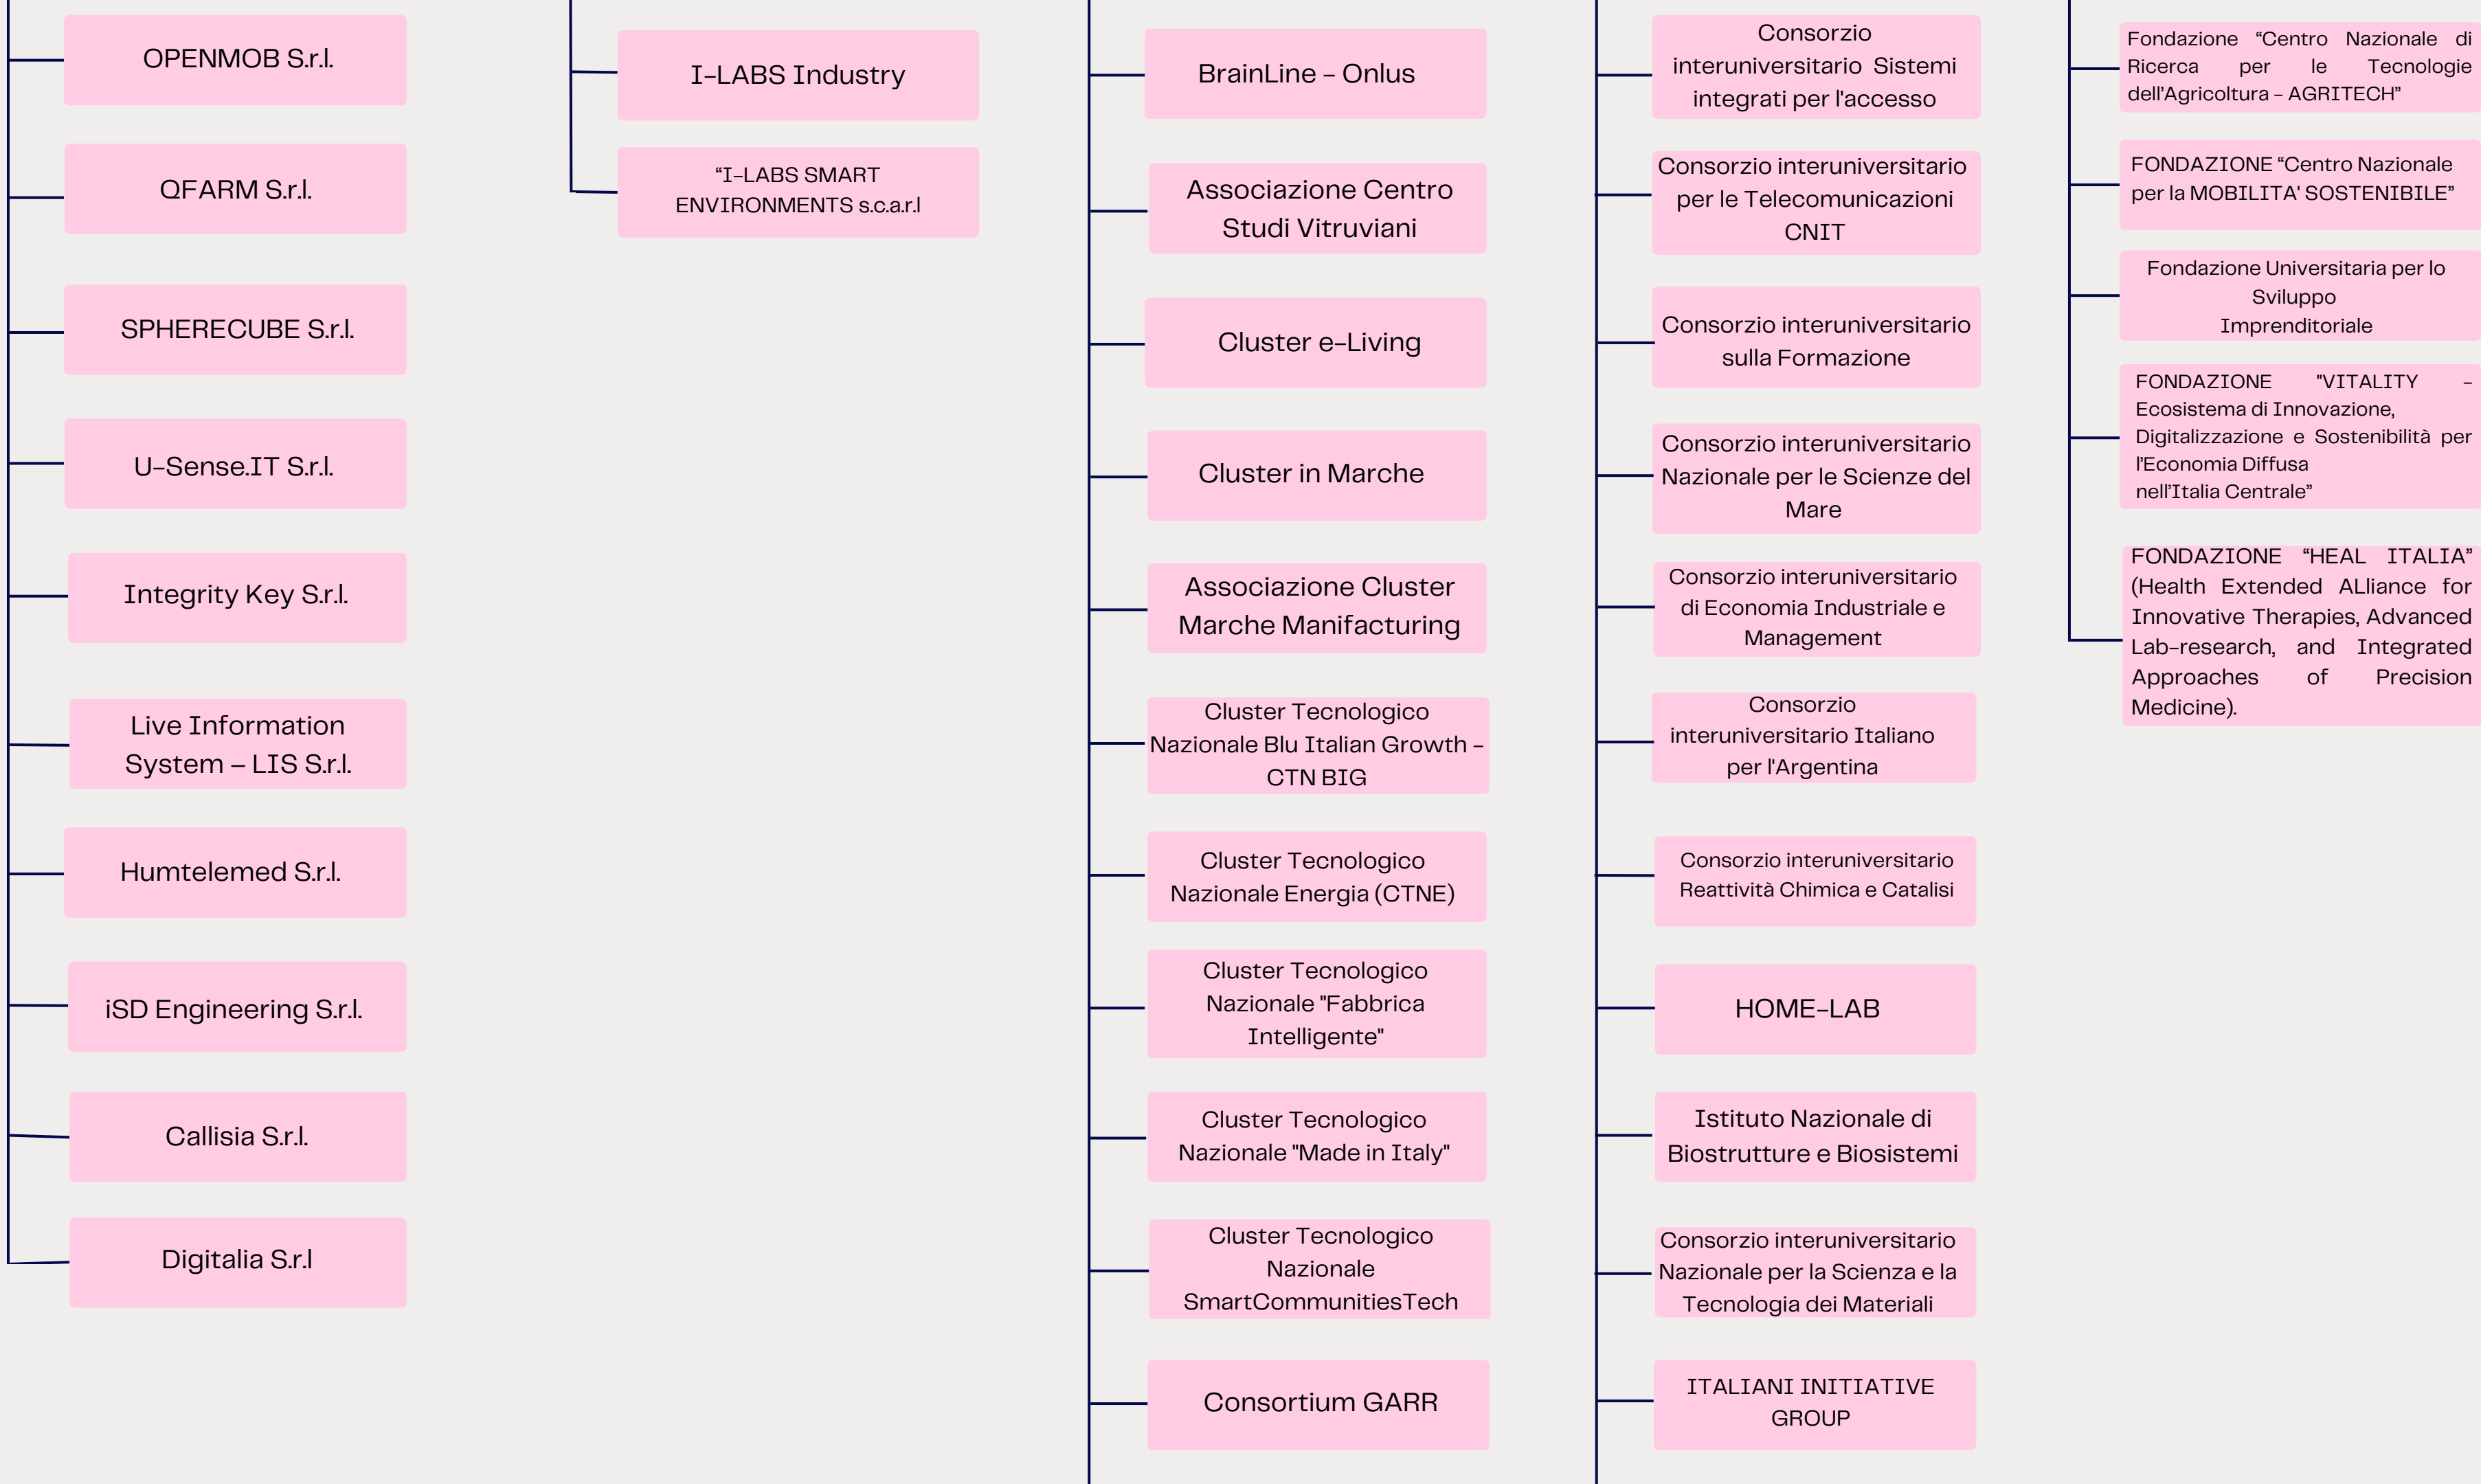 OPENMOB S.r.l.
QFARM S.r.l.
SPHERECUBE S.r.l.
U-Sense.IT S.r.l.
Integrity Key S.r.l.
Live Information
System – LIS S.r.l.
Humtelemed S.r.l.
iSD Engineering S.r.l.
Callisia S.r.l.
Digitalia S.r.l
I-LABS Industry
“I-LABS SMART
ENVIRONMENTS s.c.a.r.l
BrainLine - Onlus
Associazione Centro
Studi Vitruviani
Cluster e-Living
Cluster in Marche
Associazione Cluster
Marche Manifacturing
Cluster Tecnologico
Nazionale Blu Italian Growth -
CTN BIG
Cluster Tecnologico
Nazionale Energia (CTNE)
Cluster Tecnologico
Nazionale "Fabbrica
Intelligente"
Cluster Tecnologico
Nazionale "Made in Italy"
Cluster Tecnologico
Nazionale
SmartCommunitiesTech
Consortium GARR
Consorzio
interuniversitario Sistemi
integrati per l'accesso
Consorzio interuniversitario
per le Telecomunicazioni
CNIT
Consorzio interuniversitario
sulla Formazione
Consorzio interuniversitario
Nazionale per le Scienze del
Mare
Consorzio interuniversitario
di Economia Industriale e
Management
Consorzio
interuniversitario Italiano
per l'Argentina
Consorzio interuniversitario
Reattività Chimica e Catalisi
HOME-LAB
Istituto Nazionale di
Biostrutture e Biosistemi
Consorzio interuniversitario
Nazionale per la Scienza e la
Tecnologia dei Materiali
ITALIANI INITIATIVE
GROUP
Fondazione “Centro Nazionale di
Ricerca per le Tecnologie
dell’Agricoltura - AGRITECH”
FONDAZIONE “Centro Nazionale
per la MOBILITA' SOSTENIBILE”
Fondazione Universitaria per lo
Sviluppo
Imprenditoriale
FONDAZIONE "VITALITY -
Ecosistema di Innovazione,
Digitalizzazione e Sostenibilità per
l’Economia Diffusa
nell’Italia Centrale”
FONDAZIONE “HEAL ITALIA”
(Health Extended ALliance for
Innovative Therapies, Advanced
Lab-research, and Integrated
Approaches of Precision
Medicine).